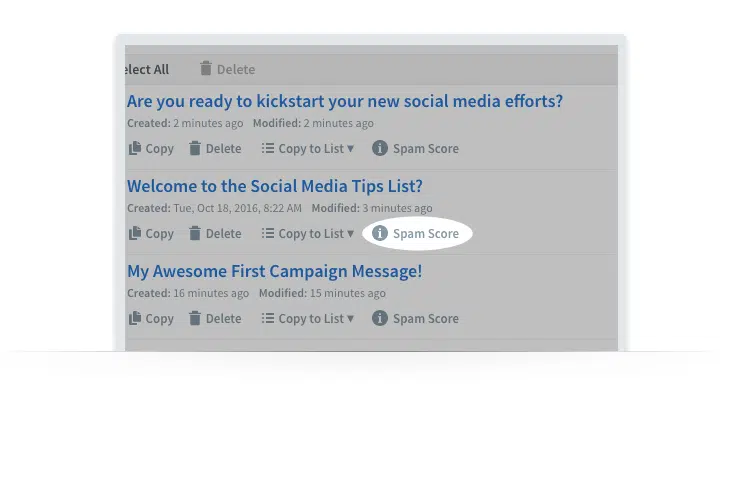 elect All Delete
Are you ready to kickstart your new social media efforts?
Created: 2 minutes ago Modified: 2 minutes ago
Copy Delete Copy to List ▾ Spam Score
Welcome to the Social Media Tips List?
Created: Tue, Oct 18, 2016, 8:22 AM Modified: 3 minutes ago
Copy Delete Copy to List ▾ Spam Score
My Awesome First Campaign Message!
Created: 16 minutes ago Modified: 15 minutes ago
Copy Delete Copy to List ▾ Spam Score